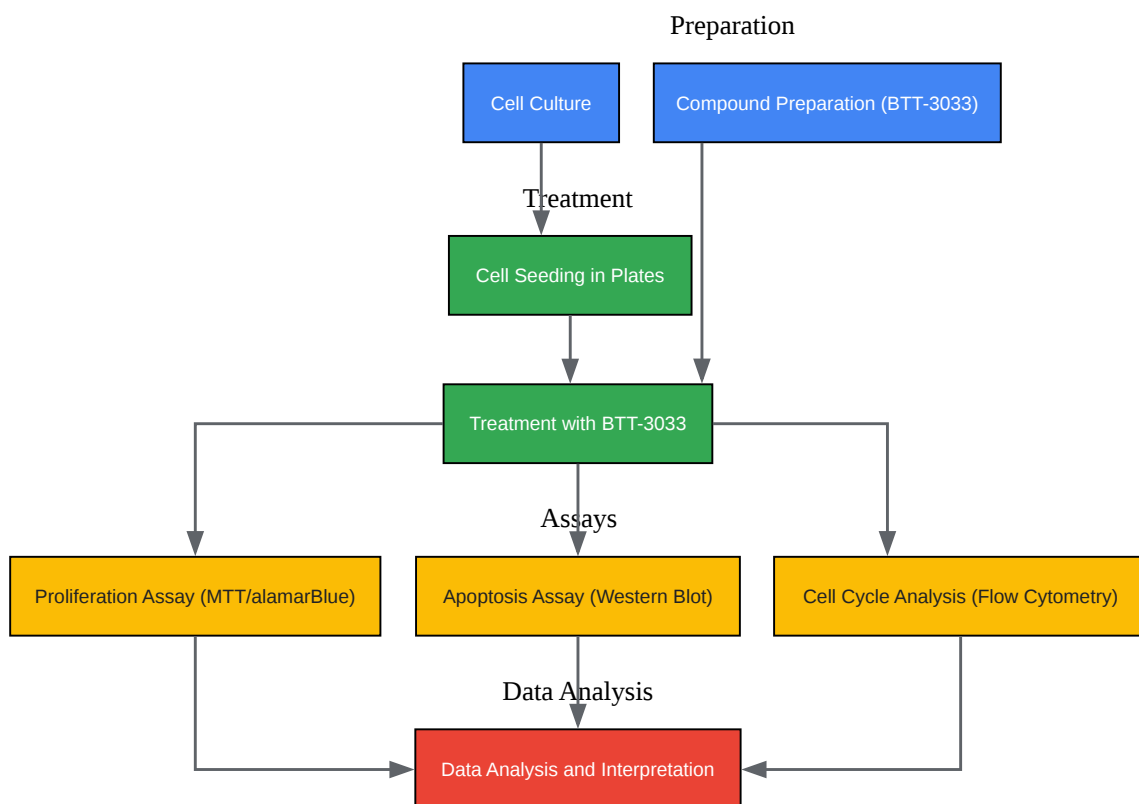 Preparation
Cell Culture
Compound Preparation (BTT-3033)
Treatment
Cell Seeding in Plates
Treatment with BTT-3033
Assays
Proliferation Assay (MTT/alamarBlue)
Apoptosis Assay (Western Blot)
Cell Cycle Analysis (Flow Cytometry)
Data Analysis
Data Analysis and Interpretation